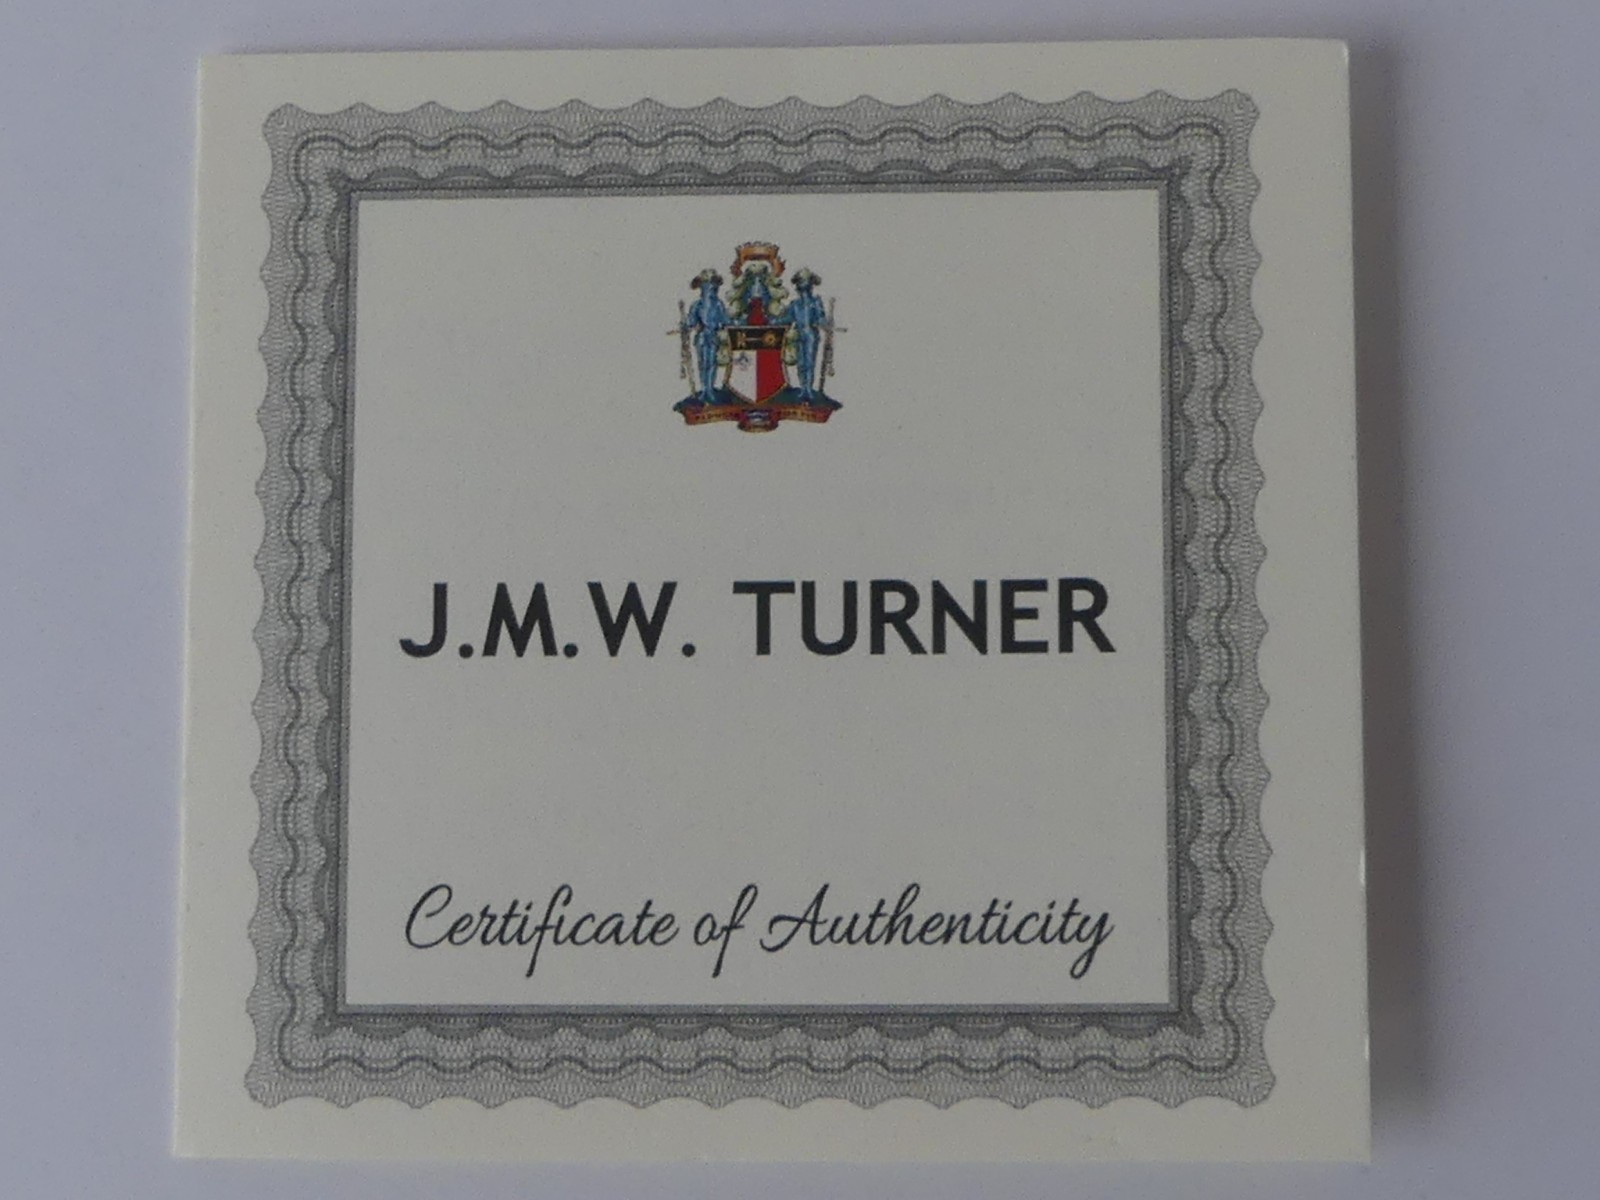 J.M.W. TURNER
Certificate of Authenticity